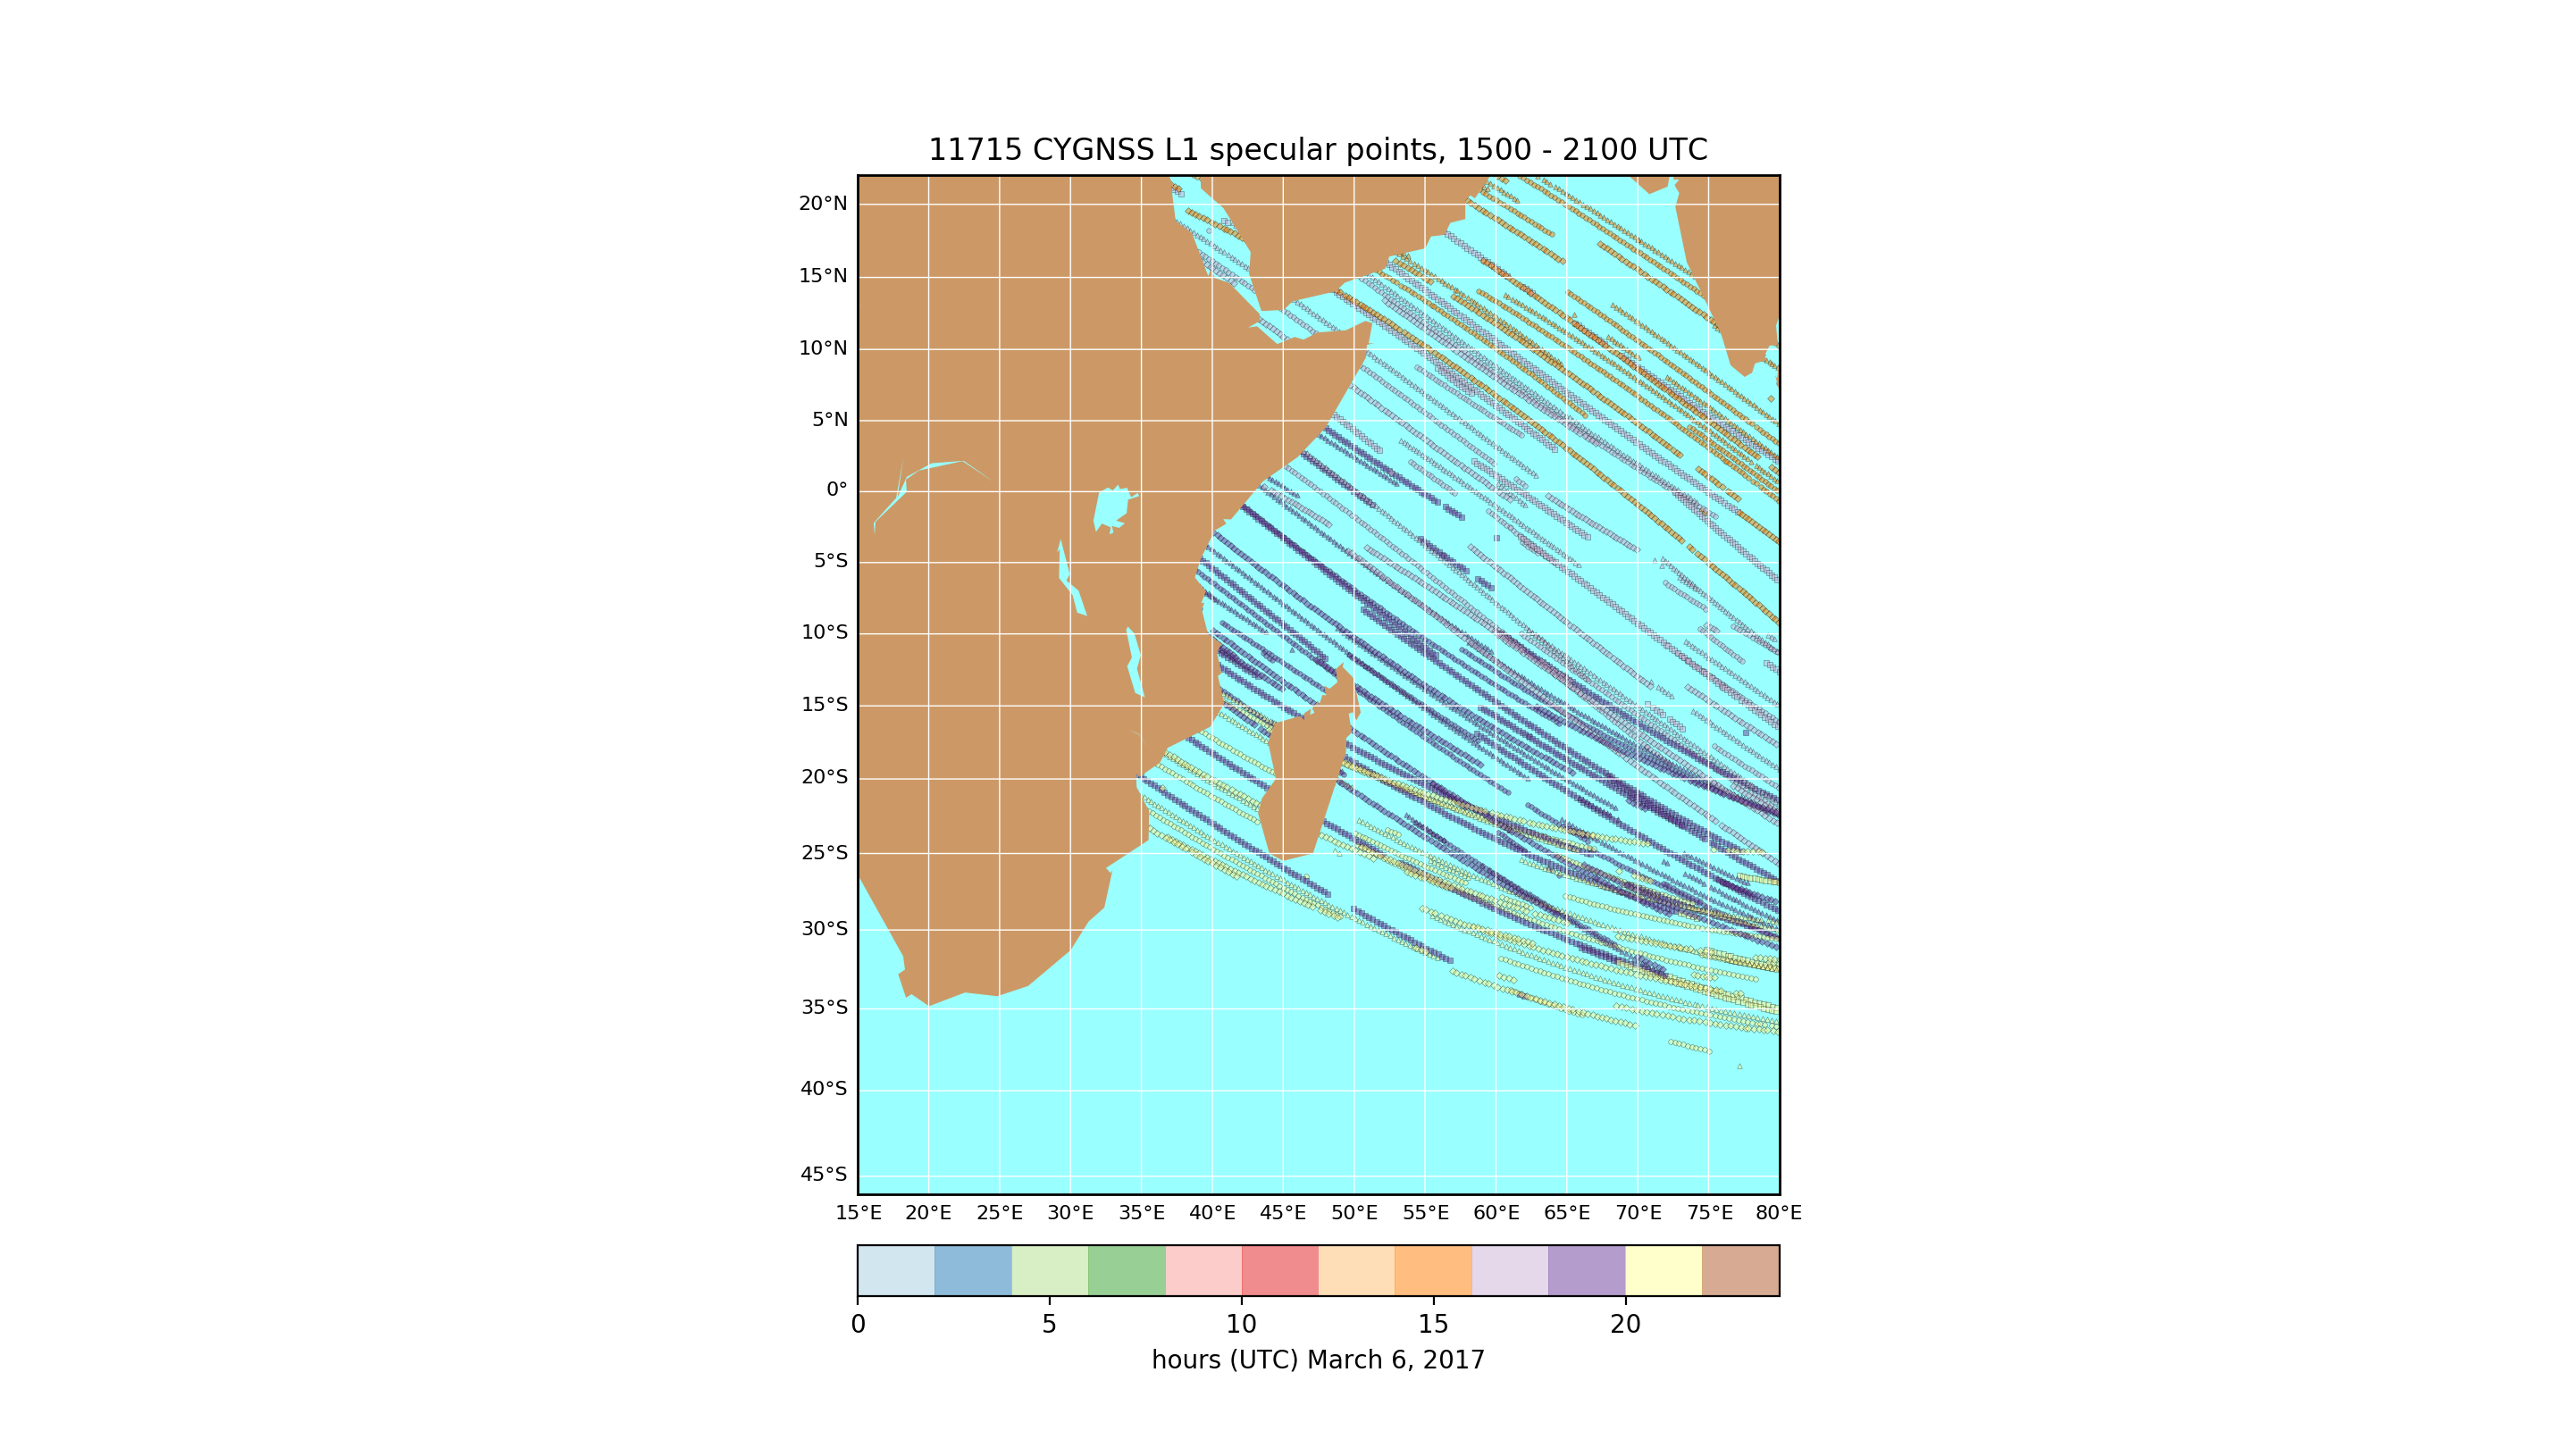 11715 CYGNSS L1 specular points, 1500 - 2100 UTC
20°N
15°N
10°N
5°N
0°
5°S
10°S
15°S
20°S
25°S
30°S
35°S
40°S
45°S
15°E 20°E 25°E 30°E 35°E 40°E 45°E 50°E 55°E 60°E 65°E 70°E 75°E 80°E
0 5 10 15 20
hours (UTC) March 6, 2017